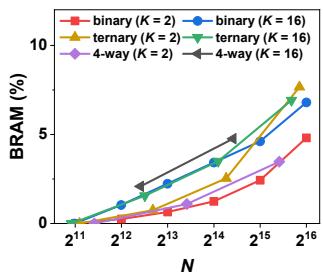 binary (K = 2) binary (K = 16)
ternary (K = 2) ternary (K = 16)
4-way (K = 2) 4-way (K = 16)
BRAM (%)
10
5
0
2^11 2^12 2^13 2^14 2^15 2^16
N